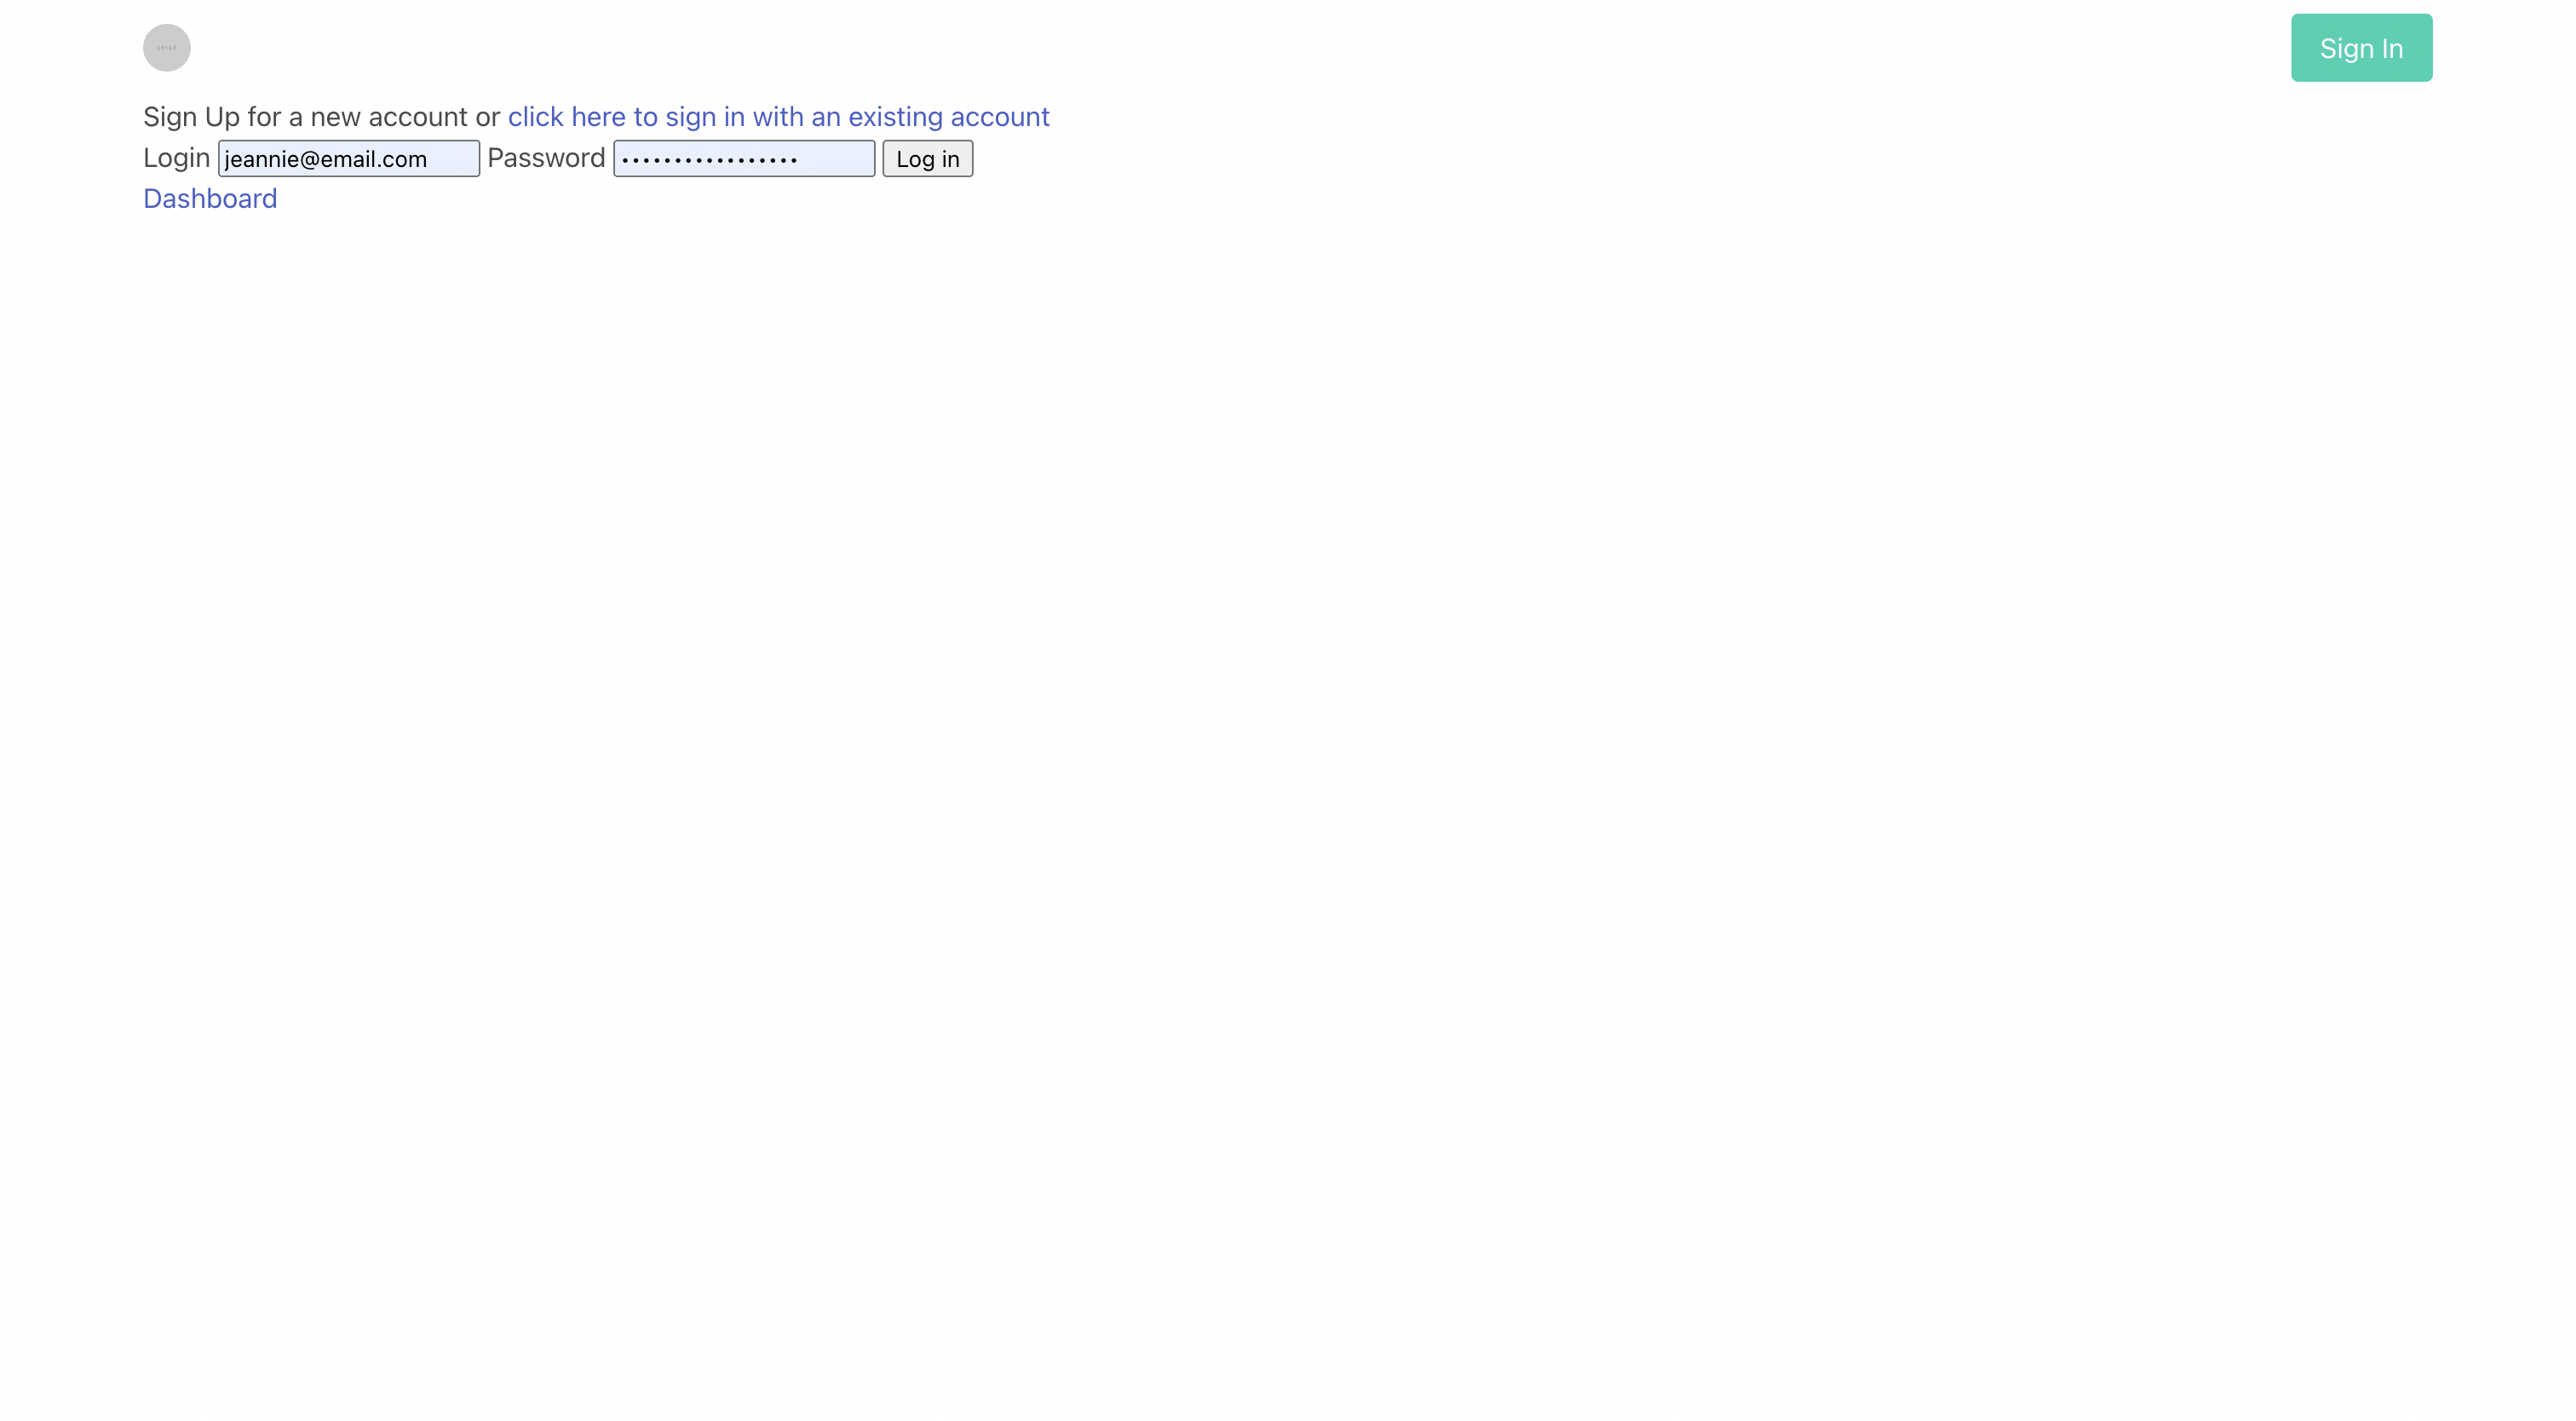 Sign In
Sign Up for a new account or click here to sign in with an existing account
Login jeannie@email.com Password •••••••••••••••• Log in
Dashboard